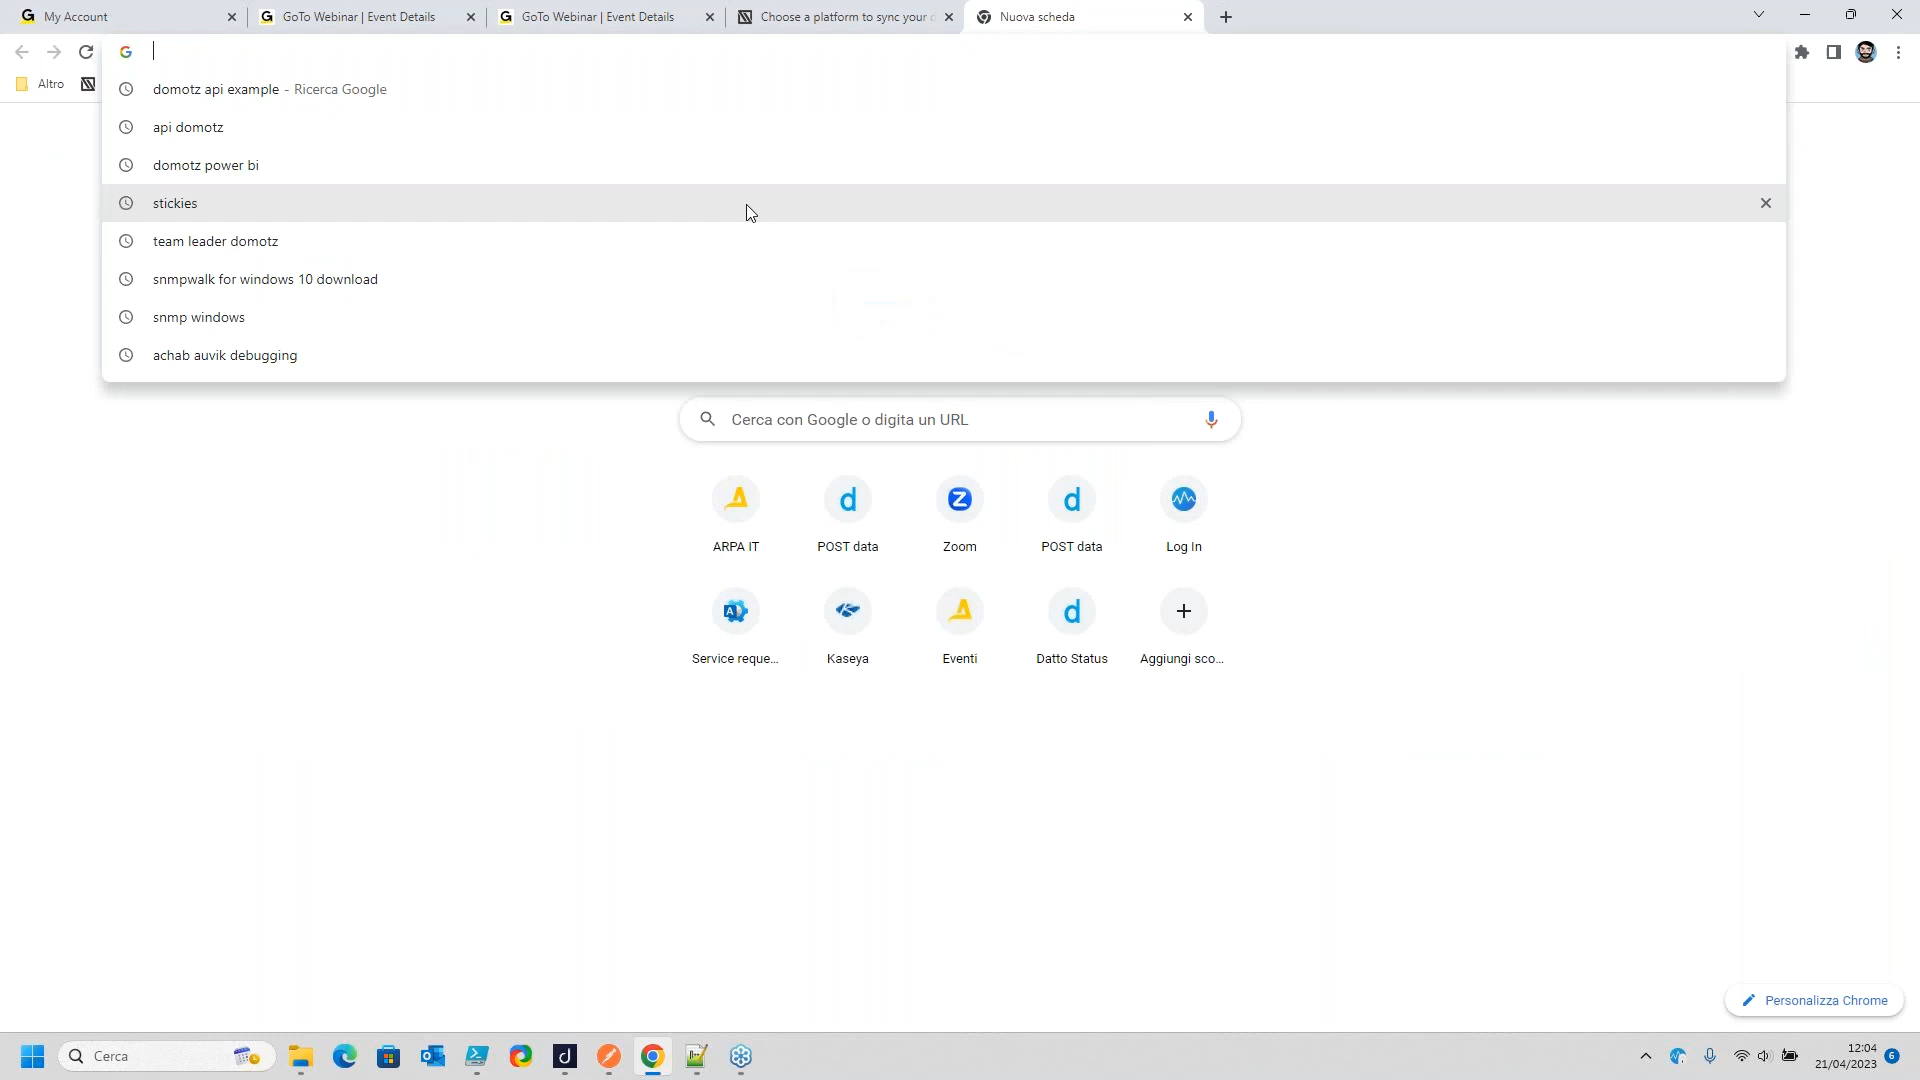 My Account
GoTo Webinar | Event Details
GoTo Webinar | Event Details
Choose a platform to sync your
Nuova scheda
Altro
domotz api example - Ricerca Google
api domotz
domotz power bi
stickies
team leader domotz
snmpwalk for windows 10 download
snmp windows
achab auvik debugging
Cerca con Google o digita un URL
ARPA IT
POST data
Zoom
POST data
Log In
Service reque...
Kaseya
Eventi
Datto Status
Aggiungi sco...
Personalizza Chrome
Cerca
12:04
21/04/2023
6